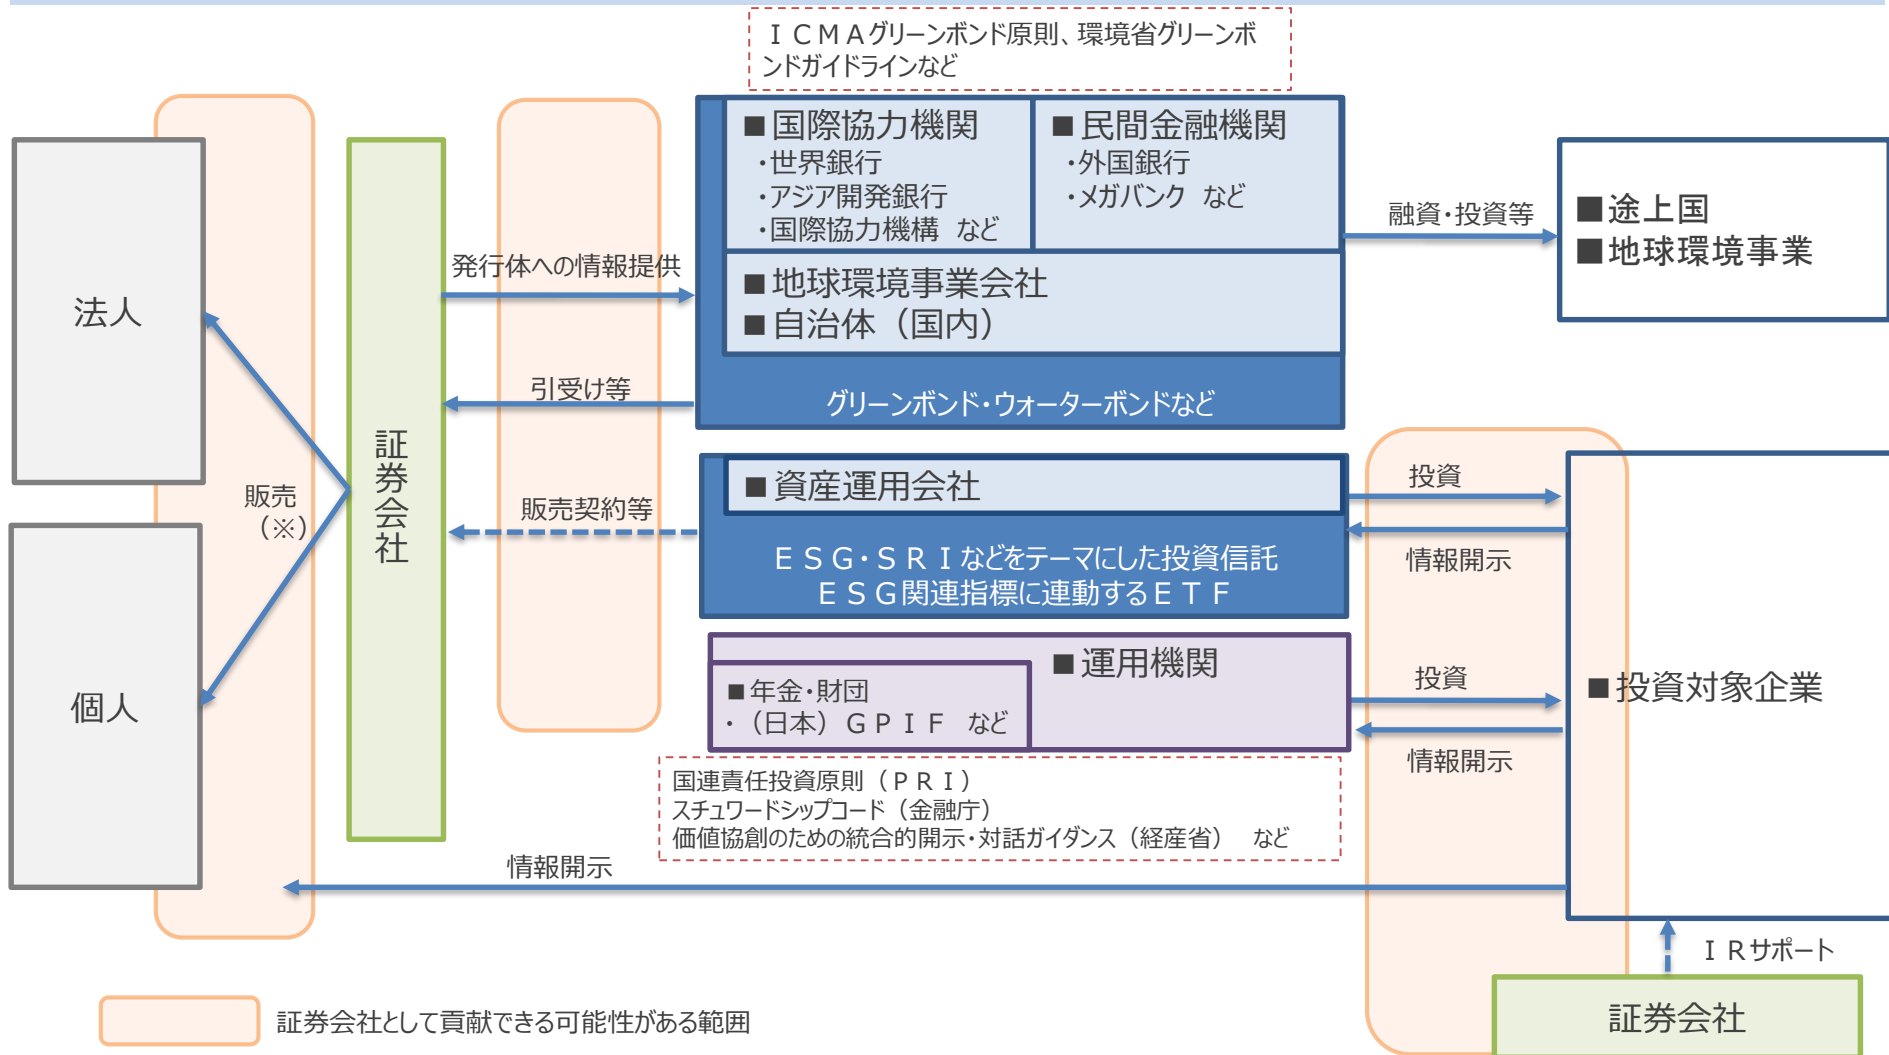 ＩＣＭＡグリーンボンド原則、環境省グリーンボ
ンドガイドラインなど
■国際協力機関
・世界銀行
・アジア開発銀行
・国際協力機構 など
■民間金融機関
・外国銀行
・メガバンク など
■地球環境事業会社
■自治体（国内）
グリーンボンド・ウォーターボンドなど
融資・投資等
■途上国
■地球環境事業
発行体への情報提供
引受け等
法人
個人
販売
（※）
証券会社
販売契約等
■資産運用会社
ＥＳＧ・ＳＲＩなどをテーマにした投資信託
ＥＳＧ関連指標に連動するＥＴＦ
投資
情報開示
■運用機関
■年金・財団
・（日本）ＧＰＩＦ など
投資
情報開示
■投資対象企業
国連責任投資原則（ＰＲＩ）
スチュワードシップコード（金融庁）
価値協創のための統合的開示・対話ガイダンス（経産省） など
情報開示
ＩＲサポート
証券会社
証券会社として貢献できる可能性がある範囲